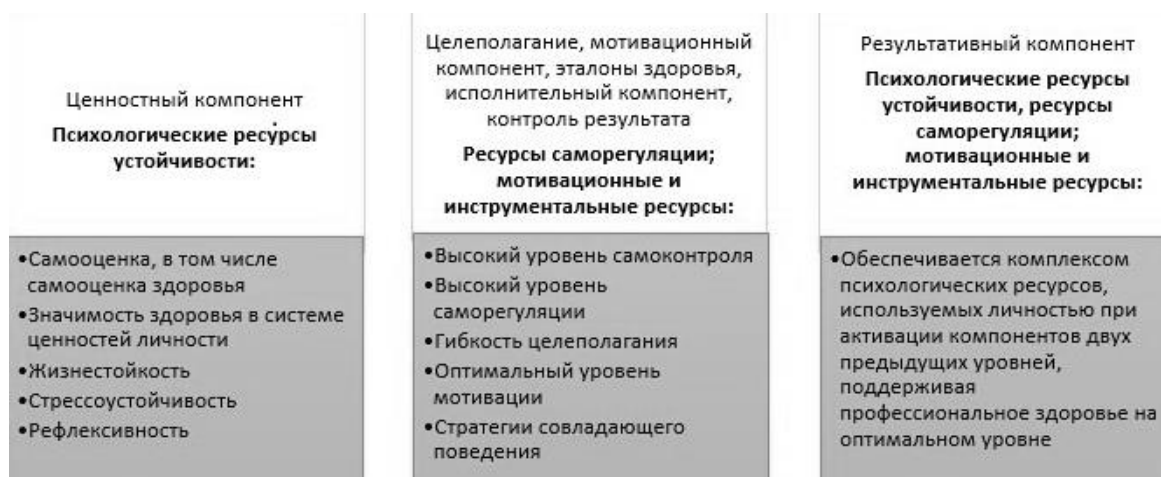 Ценностный компонент
Психологические ресурсы
устойчивости:
•Самооценка, в том числе
самооценка здоровья
•Значимость здоровья в системе
ценностей личности
•Жизнестойкость
•Стрессоустойчивость
•Рефлексивность
Целеполагание, мотивационный
компонент, эталоны здоровья,
исполнительный компонент,
контроль результата
Ресурсы саморегуляции;
мотивационные и
инструментальные ресурсы:
•Высокий уровень самоконтроля
•Высокий уровень
саморегуляции
•Гибкость целеполагания
•Оптимальный уровень
мотивации
•Стратегии совладающего
поведения
Результативный компонент
Психологические ресурсы
устойчивости, ресурсы
саморегуляции;
мотивационные и
инструментальные ресурсы:
•Обеспечивается комплексом
психологических ресурсов,
используемых личностью при
активации компонентов двух
предыдущих уровней,
поддерживая
профессиональное здоровье на
оптимальном уровне